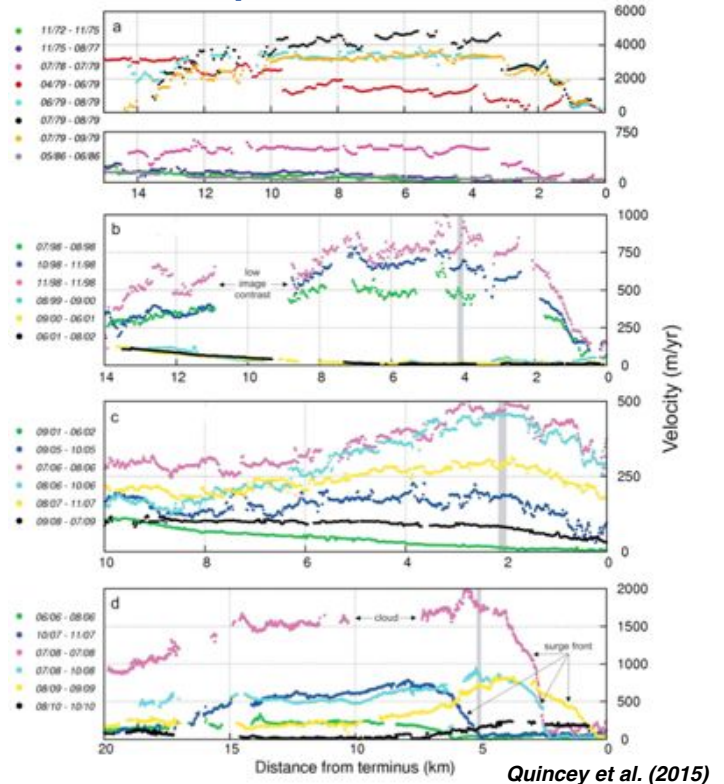 a
11/72 - 11/75
11/75 - 08/77
07/78 - 07/79
04/79 - 06/79
06/79 - 08/79
07/79 - 08/79
07/79 - 09/79
05/86 - 06/86
6000
4000
2000
0
750
0
14 12 10 8 6 4 2 0
b
07/98 - 08/98
10/98 - 11/98
11/98 - 11/98
08/99 - 09/00
09/00 - 06/01
06/01 - 08/02
low
image
contrast
1000
750
500
250
0
14 12 10 8 6 4 2 0
Velocity (m/yr)
c
09/01 - 06/02
09/05 - 10/05
07/06 - 08/06
08/06 - 10/06
08/07 - 11/07
09/08 - 07/09
500
250
0
10 8 6 4 2 0
d
06/06 - 08/06
10/07 - 11/07
07/08 - 07/08
07/08 - 10/08
08/09 - 09/09
08/10 - 10/10
cloud
surge front
2000
1500
1000
500
0
20 15 10 5 0
Distance from terminus (km)
Quincey et al. (2015)